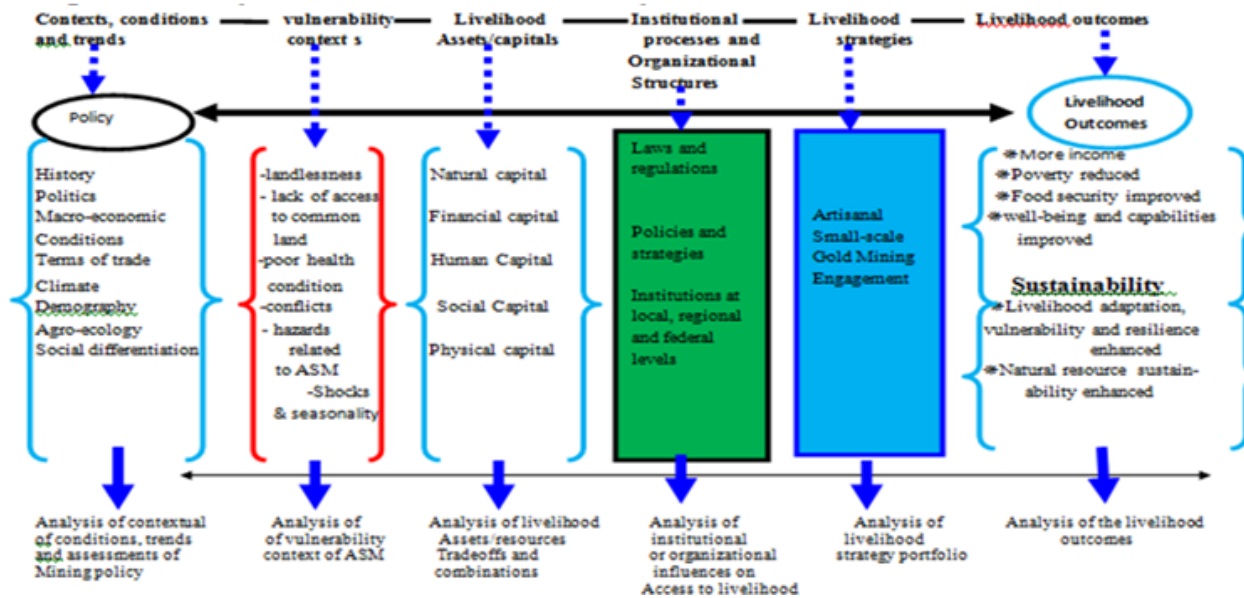 Contexts, conditions
and trends
vulnerability
context s
Livelihood
Assets/capitals
Institutional
processes and
Organizational
Structures
Livelihood
strategies
Livelihood outcomes
Policy
History
Politics
Macro-economic
Conditions
Terms of trade
Climate
Demography
Agro-ecology
Social differentiation
-landlessness
- lack of access
to common
land
-poor health
condition
-conflicts
- hazards
related
to ASM
-Shocks
& seasonality
Natural capital
Financial capital
Human Capital
Social Capital
Physical capital
Laws and
regulations
Policies and
strategies
Institutions at
local, regional
and federal
levels
Artisanal
Small-scale
Gold Mining
Engagement
Livelihood
Outcomes
*More income
*Poverty reduced
*Food security improved
*well-being and capabilities
improved
Sustainability
*Livelihood adaptation,
vulnerability and resilience
enhanced
*Natural resource sustain-
ability enhanced
Analysis of contextual
of conditions, trends
and assessments of
Mining policy
Analysis of
of vulnerability
context of ASM
Analysis of livelihood
Assets/resources
Tradeoffs and
combinations
Analysis of
institutional
or organizational
influences on
Access to livelihood
Analysis of
livelihood
strategy portfolio
Analysis of the livelihood
outcomes